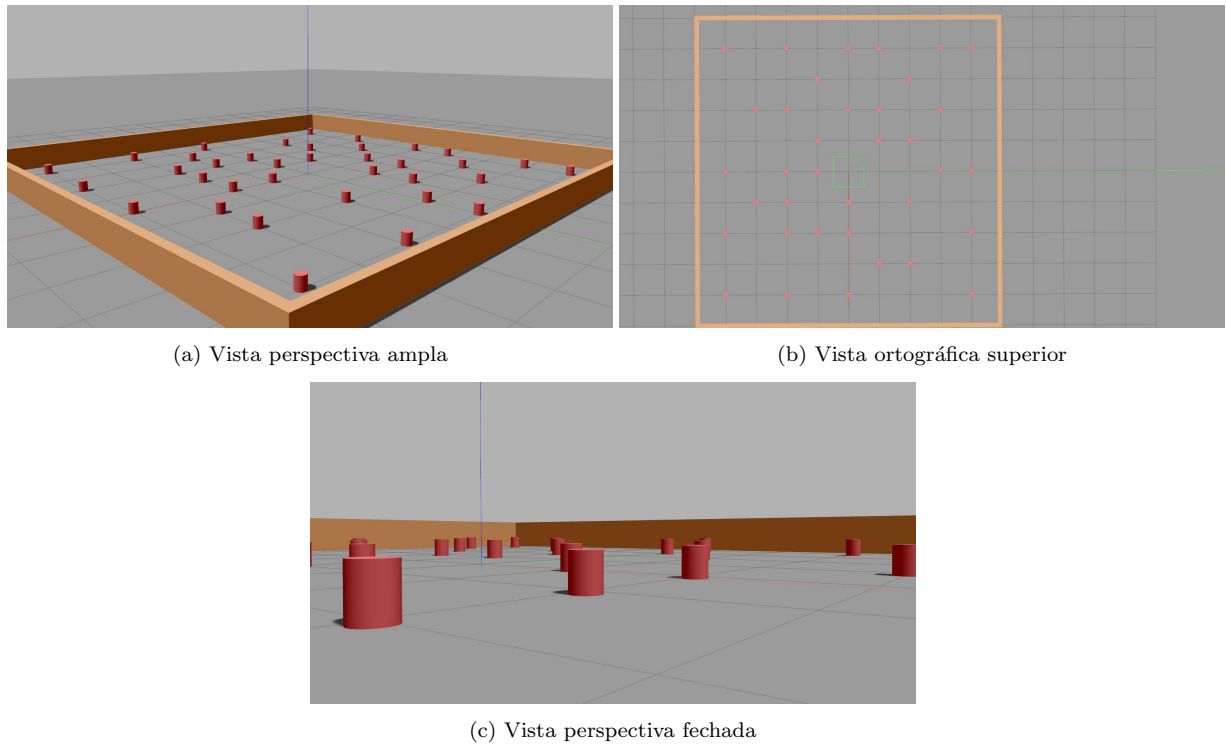 (a) Vista perspectiva ampla
(b) Vista ortográfica superior
(c) Vista perspectiva fechada